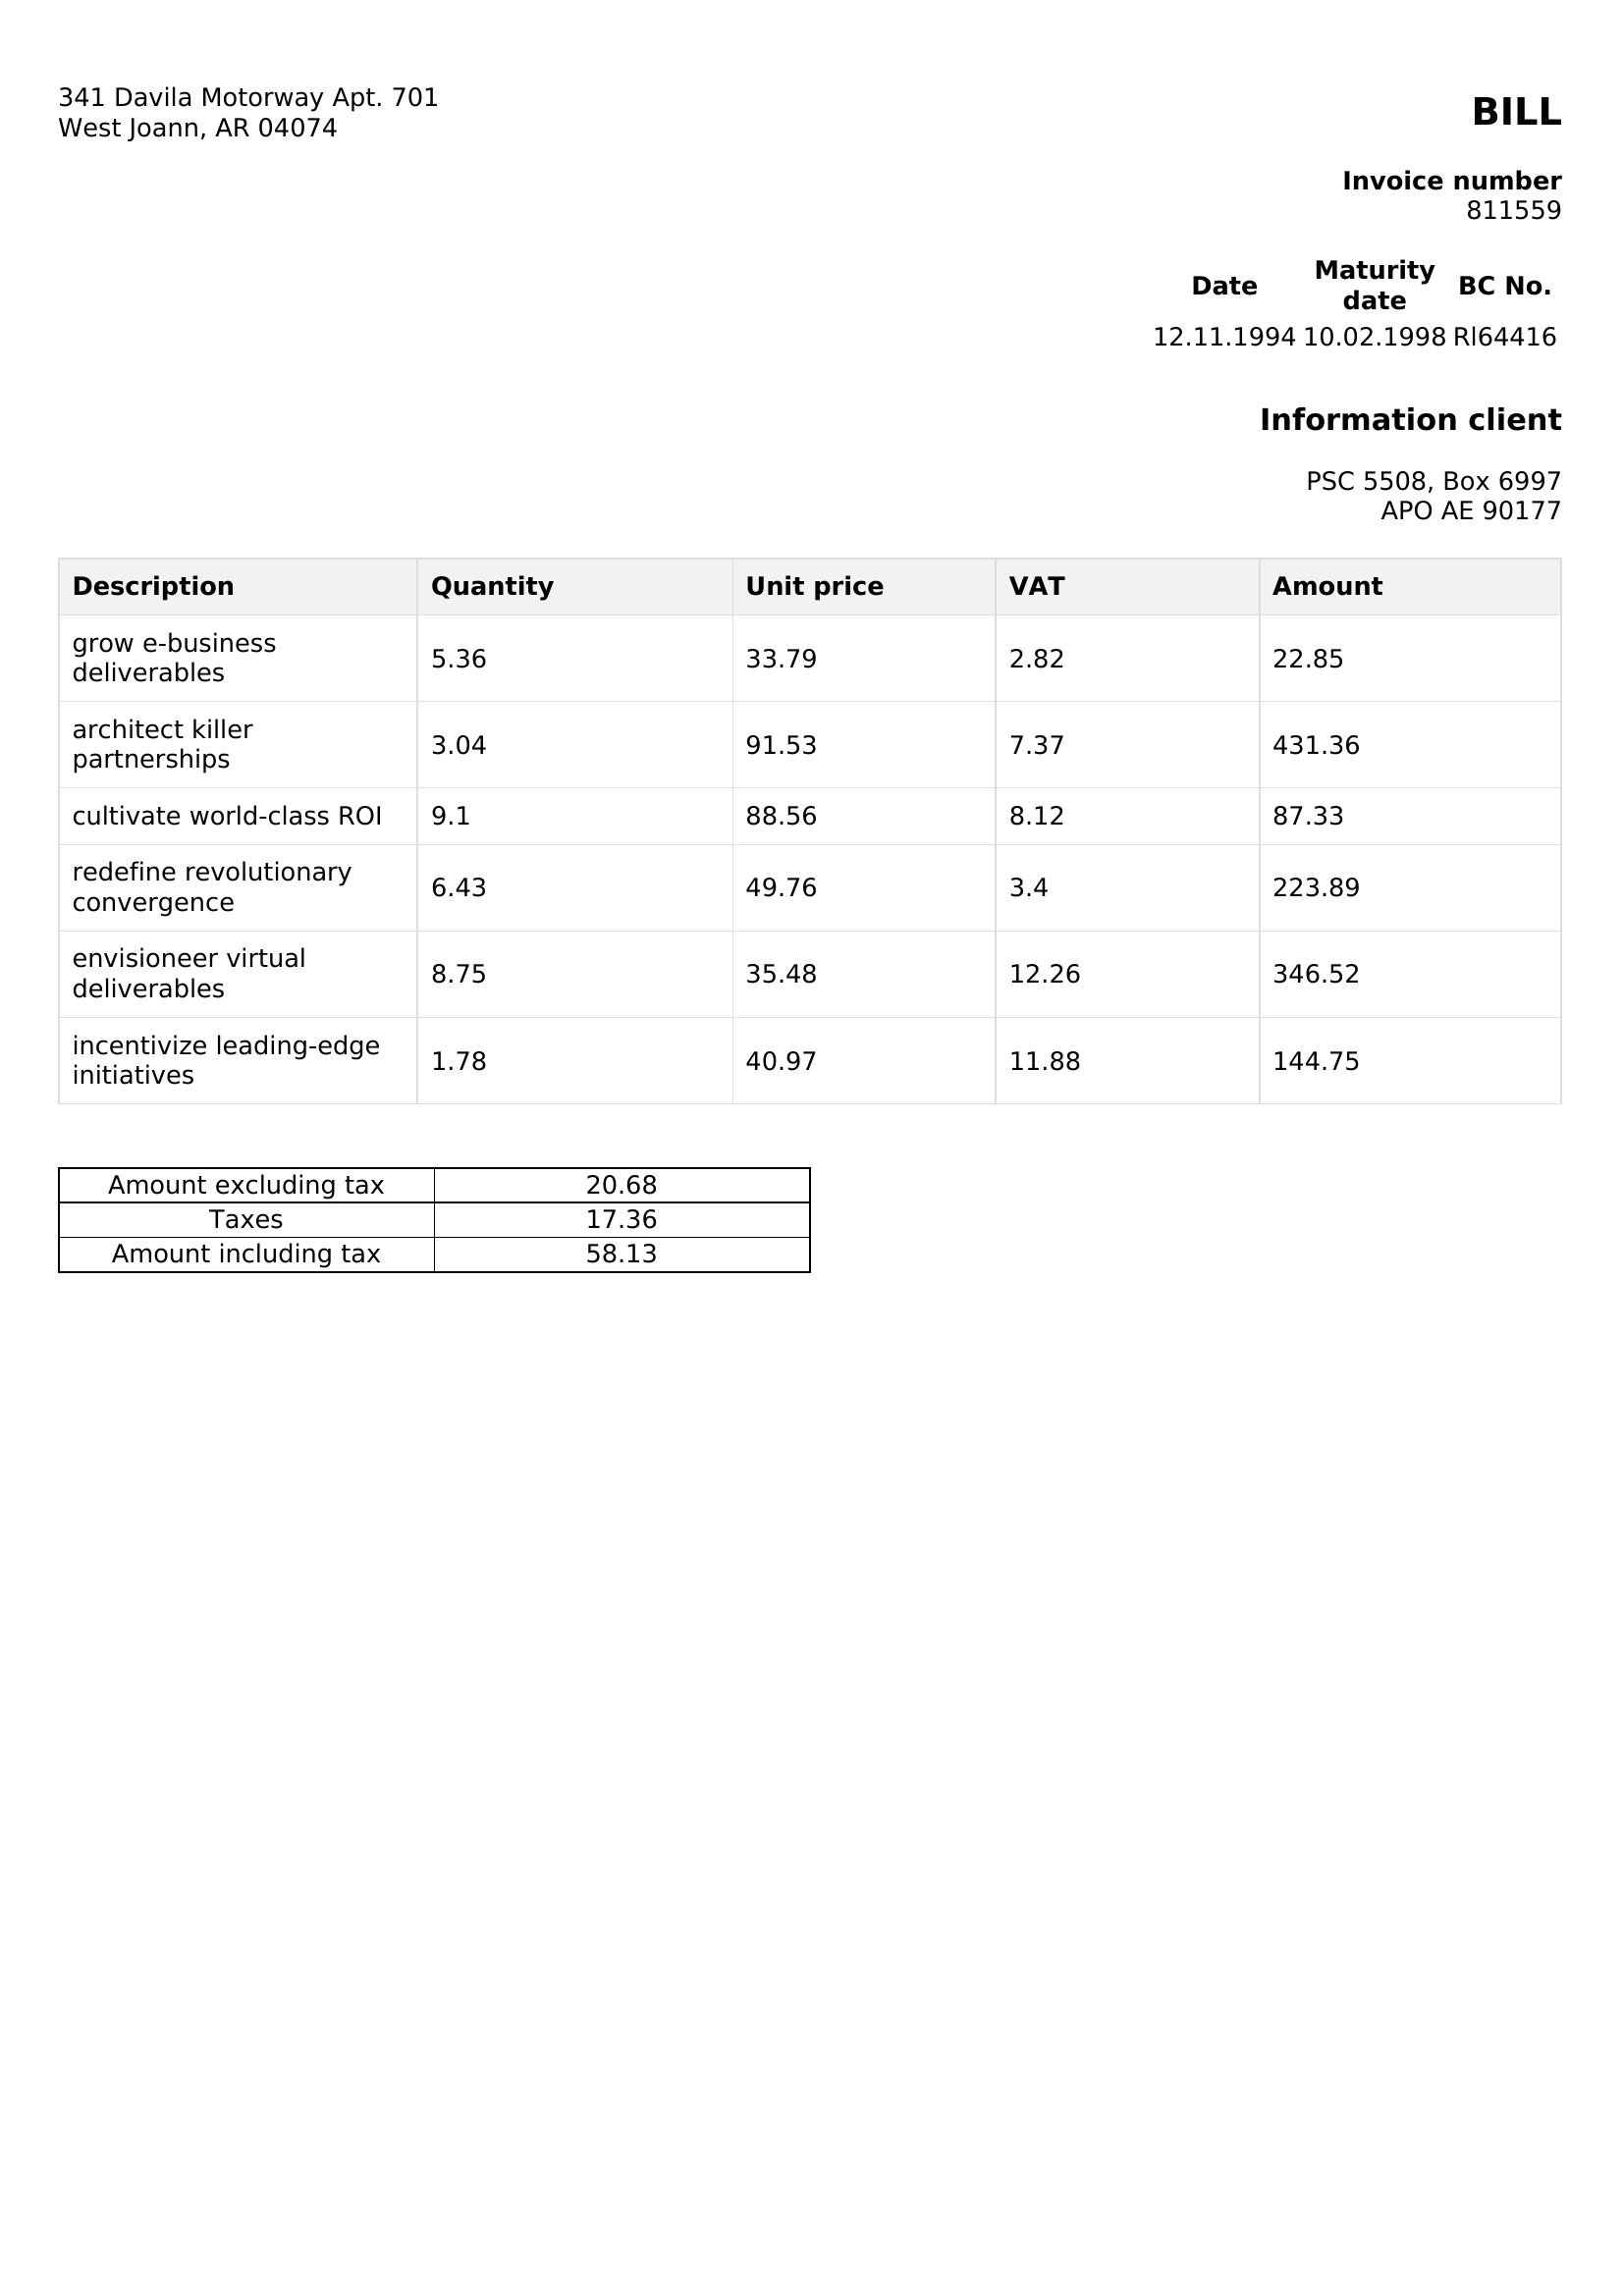 341 Davila Motorway Apt. 701
West Joann, AR 04074
BILL
Invoice number
811559
Date Maturity date BC No.
12.11.1994 10.02.1998 Rl64416
Information client
PSC 5508, Box 6997
APO AE 90177
Description Quantity Unit price VAT Amount
grow e-business
deliverables 5.36 33.79 2.82 22.85
architect killer
partnerships 3.04 91.53 7.37 431.36
cultivate world-class ROI 9.1 88.56 8.12 87.33
redefine revolutionary
convergence 6.43 49.76 3.4 223.89
envisioneer virtual
deliverables 8.75 35.48 12.26 346.52
incentivize leading-edge
initiatives 1.78 40.97 11.88 144.75
Amount excluding tax 20.68
Taxes 17.36
Amount including tax 58.13